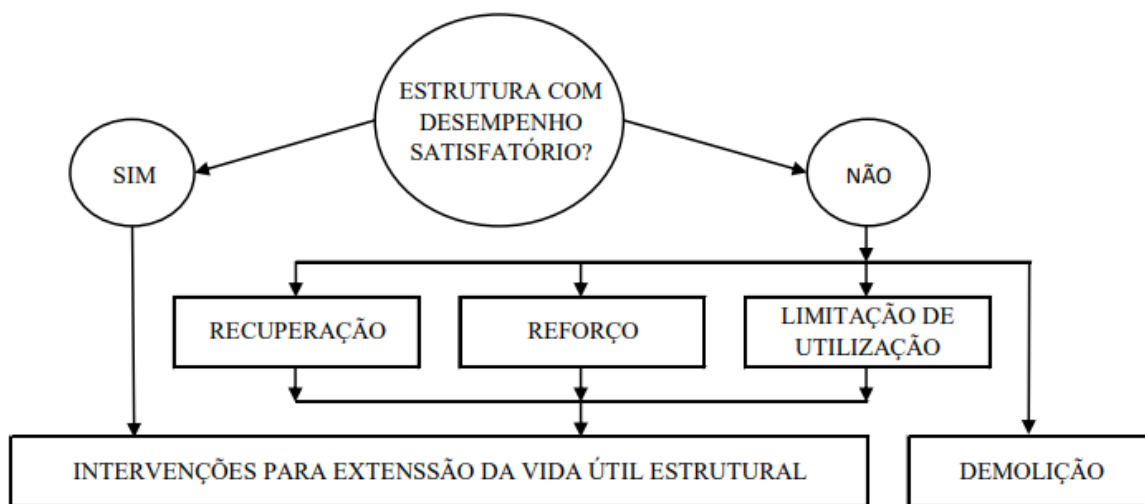 ESTRUTURA COM
DESEMPENHO
SATISFATÓRIO?
SIM
NÃO
RECUPERAÇÃO
REFORÇO
LIMITAÇÃO DE
UTILIZAÇÃO
INTERVENÇÕES PARA EXTENSSÃO DA VIDA ÚTIL ESTRUTURAL
DEMOLIÇÃO